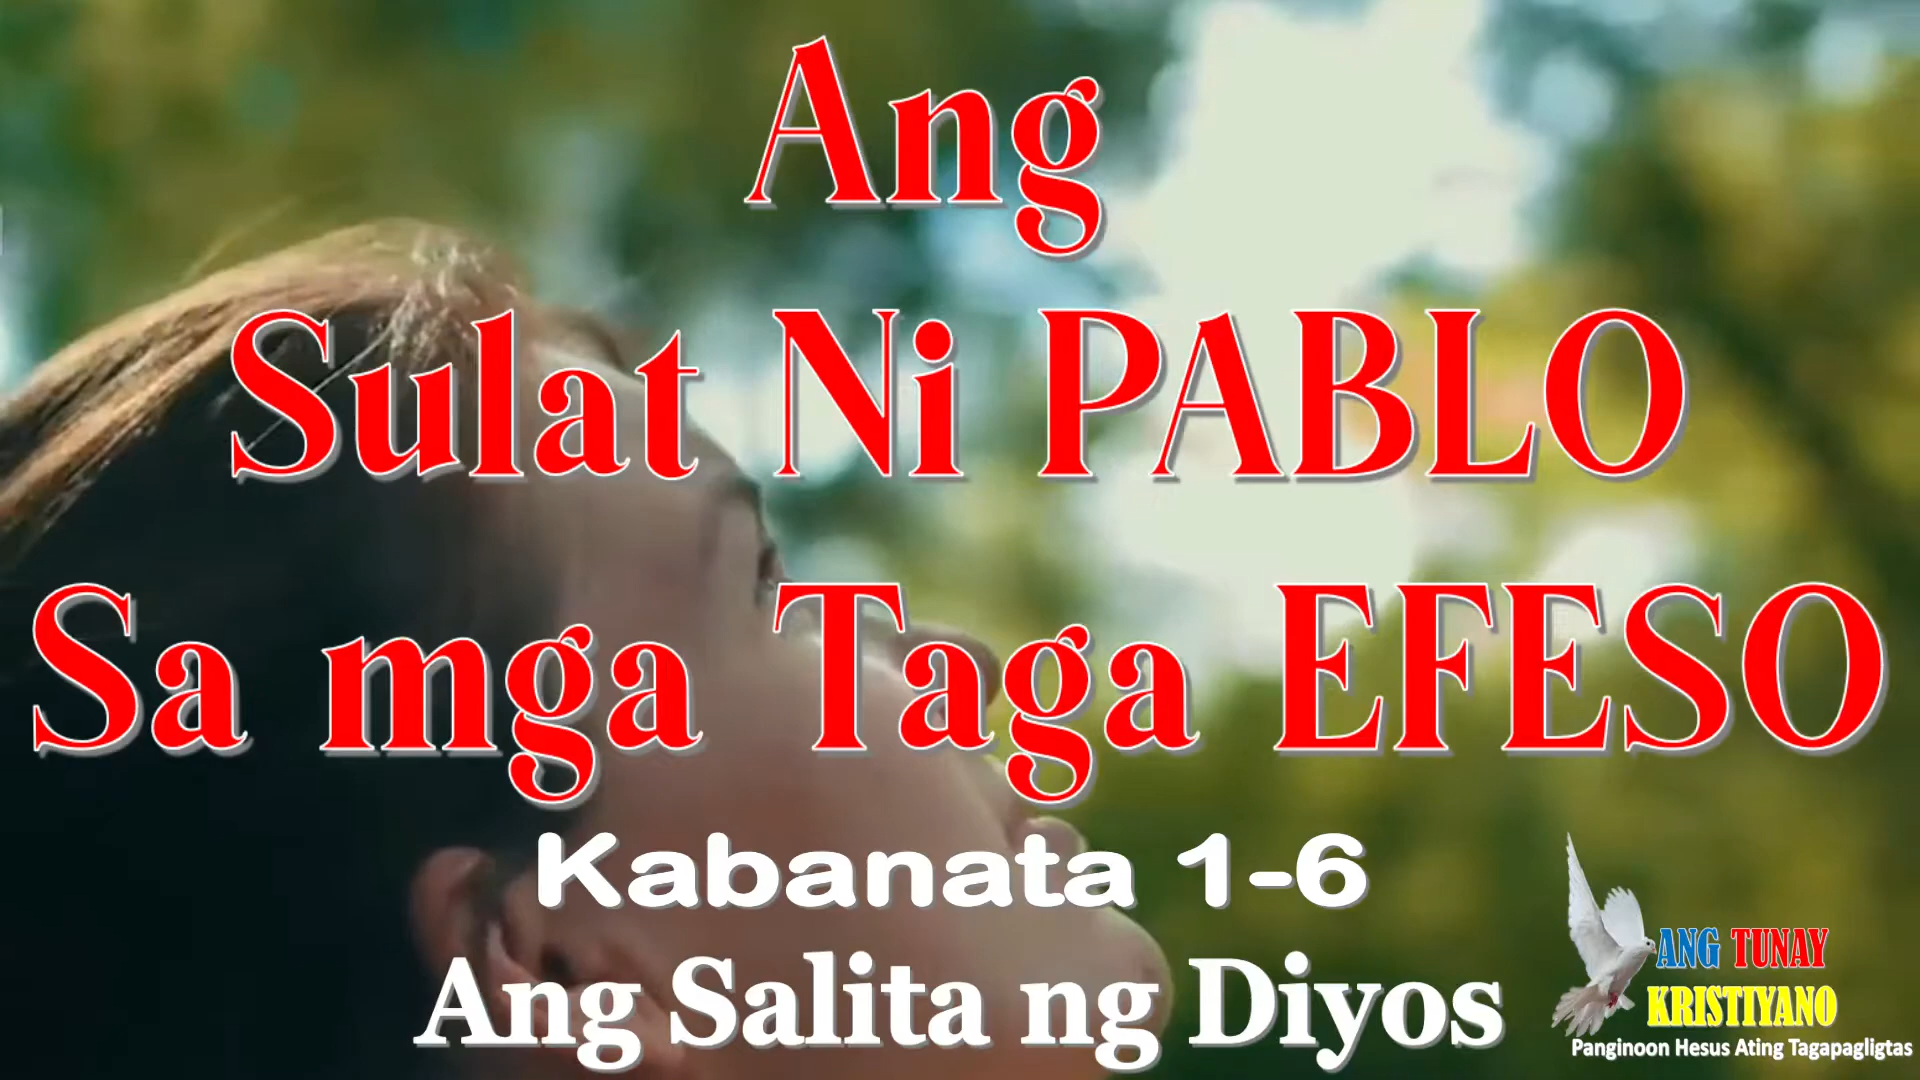 Ang
Sulat Ni PABLO
Sa mga Taga EFESO
Kabanata 1-6
Ang Salita ng Diyos
ANG TUNAY
KRISTIYANO
Panginoon Hesus Ating Tagapagligtas